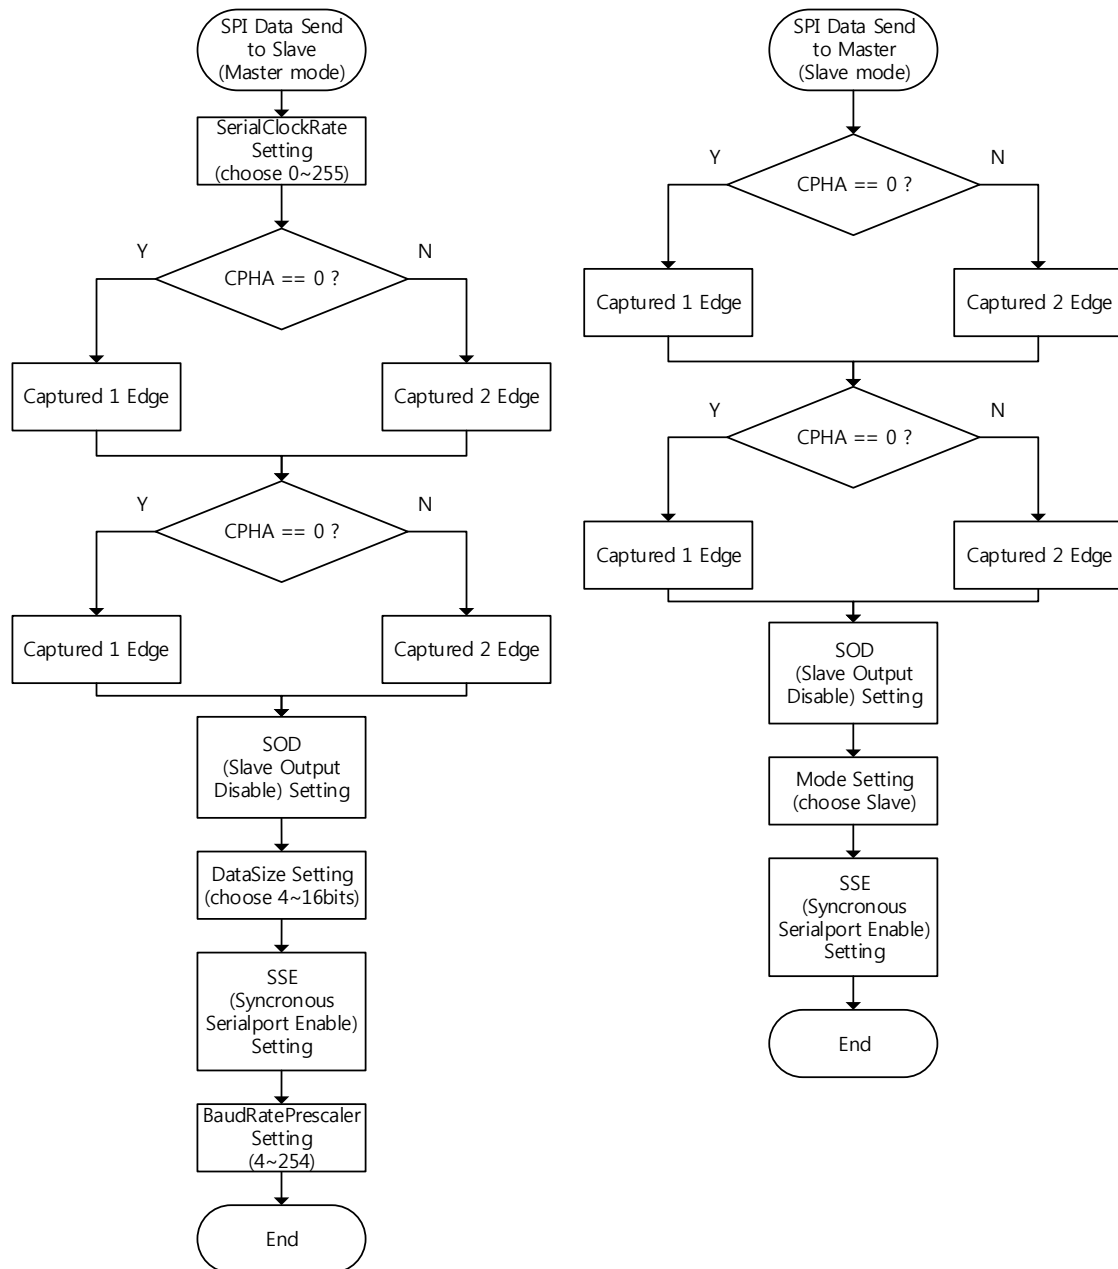 SPI Data Send
to Slave
(Master mode)
SerialClockRate
Setting
(choose 0~255)
CPHA == 0 ?
Y
N
Captured 1 Edge
Captured 2 Edge
CPHA == 0 ?
Y
N
Captured 1 Edge
Captured 2 Edge
SOD
(Slave Output
Disable) Setting
DataSize Setting
(choose 4~16bits)
SSE
(Syncronous
Serialport Enable)
Setting
BaudRatePrescaler
Setting
(4~254)
End
SPI Data Send
to Master
(Slave mode)
Y
N
CPHA == 0 ?
Captured 1 Edge
Captured 2 Edge
Y
N
CPHA == 0 ?
Captured 1 Edge
Captured 2 Edge
SOD
(Slave Output
Disable) Setting
Mode Setting
(choose Slave)
SSE
(Syncronous
Serialport Enable)
Setting
End